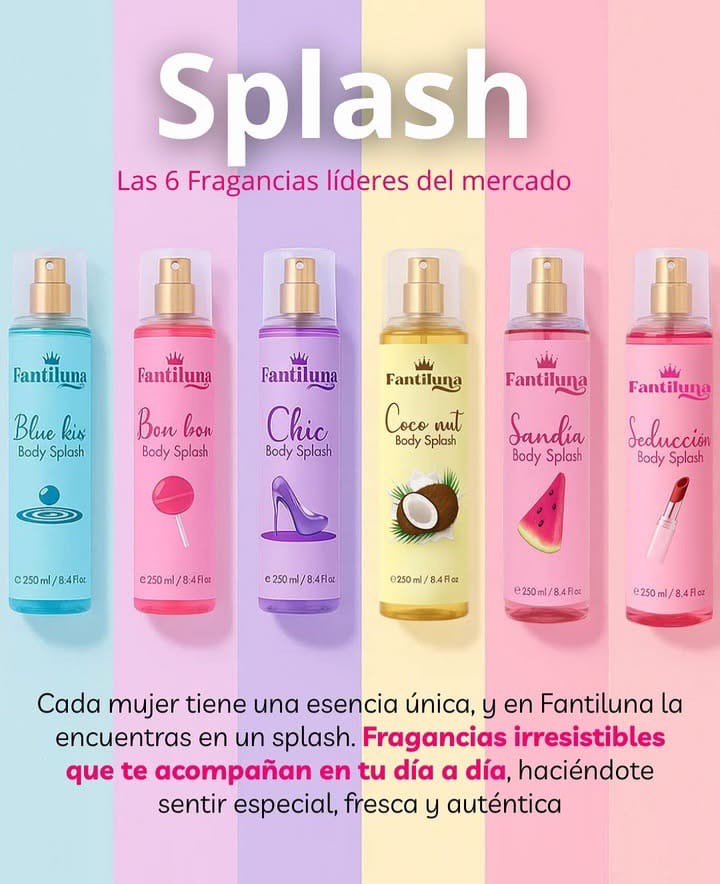 Splash
Las 6 Fragancias líderes del mercado
Fantiluna
Blue kiss
Body Splash
℮ 250 ml / 8.4 Fl oz
Fantiluna
Bon bon
Body Splash
℮ 250 ml / 8.4 Fl oz
Fantiluna
Chic
Body Splash
℮ 250 ml / 8.4 Fl oz
Fantiluna
Coco nut
Body Splash
℮250 ml / 8.4 Fl oz
Fantiluna
Sandía
Body Splash
℮ 250 ml / 8.4 Fl oz
Fantiluna
Seducción
Body Splash
℮ 250 ml / 8.4 Fl oz
Cada mujer tiene una esencia única, y en Fantiluna la
encuentras en un splash. Fragancias irresistibles
que te acompañan en tu día a día, haciéndote
sentir especial, fresca y auténtica